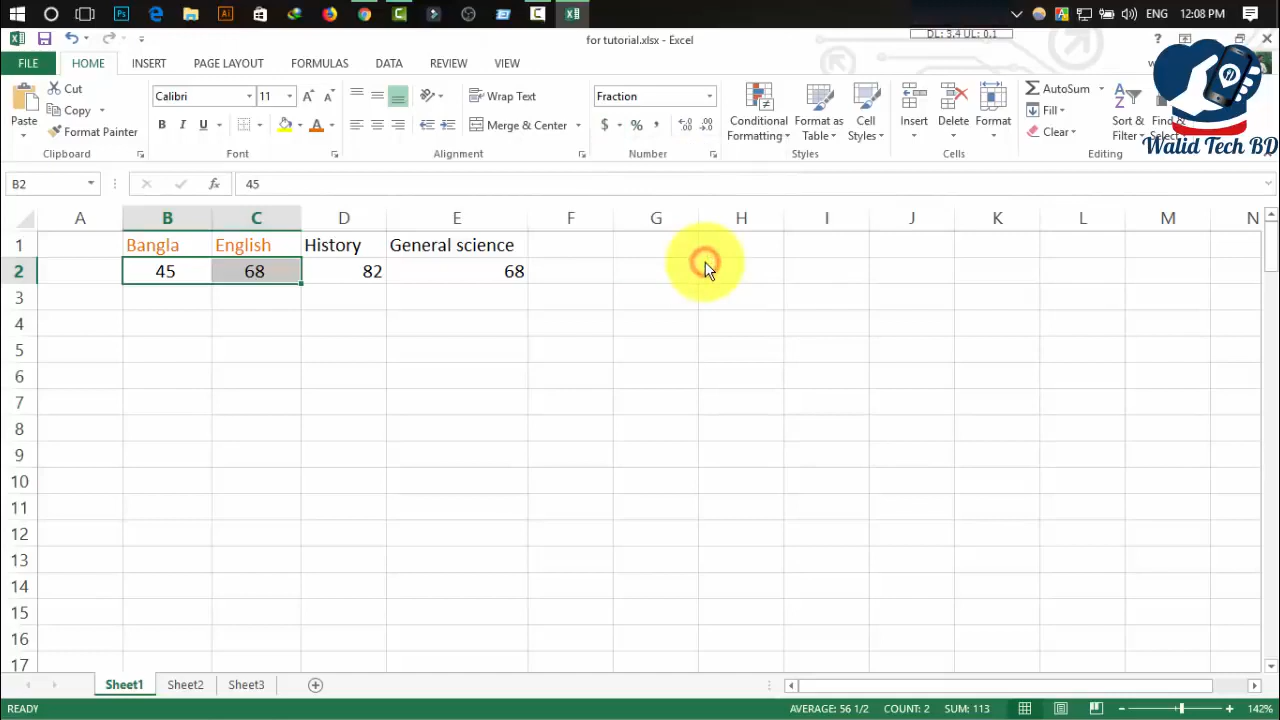 ENG 12:08 PM
for tutorial.xlsx - Excel
DL: 3.4 UL: 0.1
FILE HOME INSERT PAGE LAYOUT FORMULAS DATA REVIEW VIEW
Paste
Cut
Copy
Format Painter
Clipboard
Calibri 11
B I U A
Font
Wrap Text
Merge & Center
Alignment
Fraction
$ % ,
Number
Conditional Formatting
Format as Table
Cell Styles
Styles
Insert
Delete
Format
Cells
AutoSum
Fill
Clear
Sort & Filter
Find & Select
Editing
Walid Tech BD
B2 fx 45
A B C D E F G H I J K L M N
1 Bangla English History General science
2 45 68 82 68
3
4
5
6
7
8
9
10
11
12
13
14
15
16
17
Sheet1 Sheet2 Sheet3
READY AVERAGE: 56 1/2 COUNT: 2 SUM: 113 142%